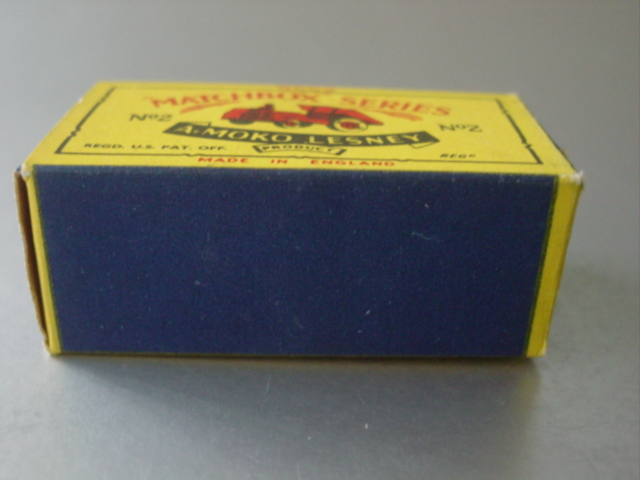 MATCHBOX SERIES
No2 No2
A·MOKO LESNEY
PRODUCT
REGD. U.S. PAT. OFF. REGD
MADE IN ENGLAND